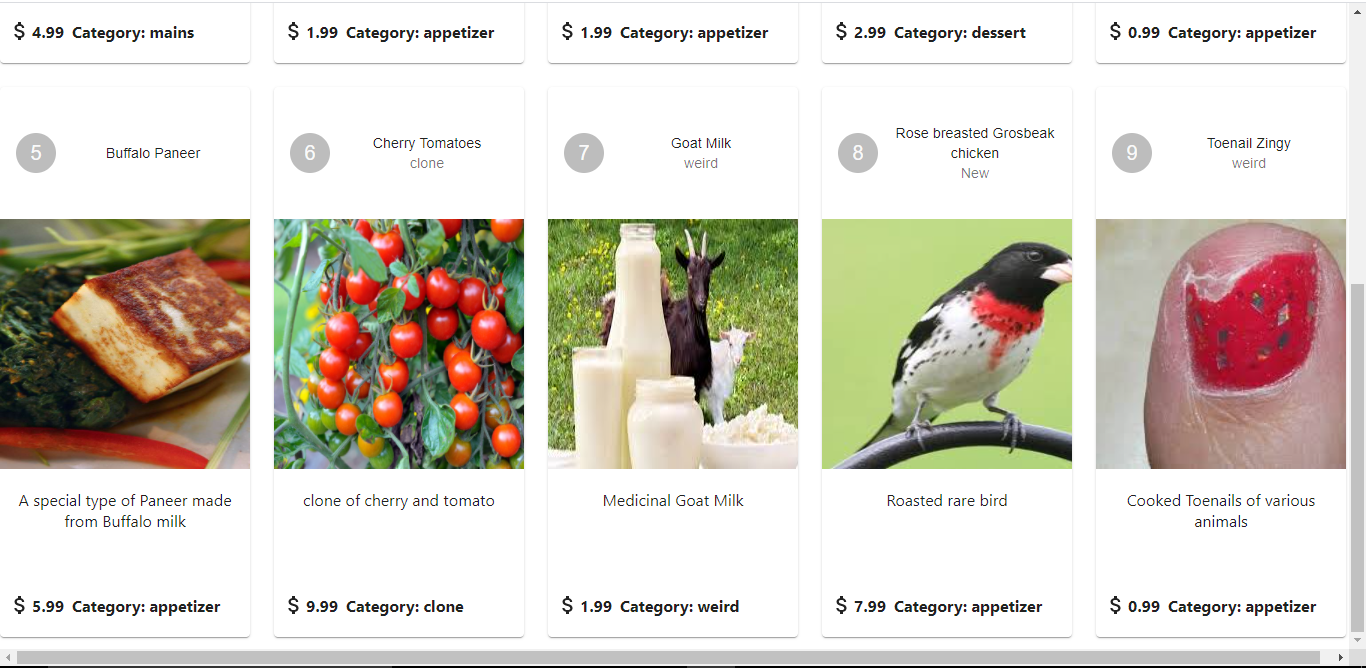 $ 4.99 Category: mains
$ 1.99 Category: appetizer
$ 1.99 Category: appetizer
$ 2.99 Category: dessert
$ 0.99 Category: appetizer
5
Buffalo Paneer
A special type of Paneer made
from Buffalo milk
$ 5.99 Category: appetizer
6
Cherry Tomatoes
clone
clone of cherry and tomato
$ 9.99 Category: clone
7
Goat Milk
weird
Medicinal Goat Milk
$ 1.99 Category: weird
8
Rose breasted Grosbeak
chicken
New
Roasted rare bird
$ 7.99 Category: appetizer
9
Toenail Zingy
weird
Cooked Toenails of various
animals
$ 0.99 Category: appetizer